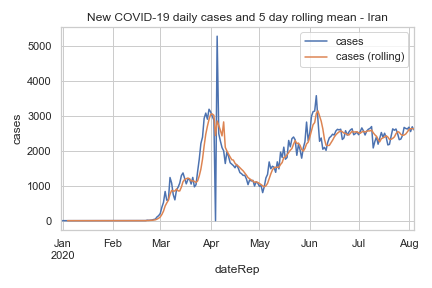 New COVID-19 daily cases and 5 day rolling mean - Iran
cases
cases (rolling)
5000
4000
3000
2000
1000
0
cases
Jan
2020
Feb
Mar
Apr
May
Jun
Jul
Aug
dateRep